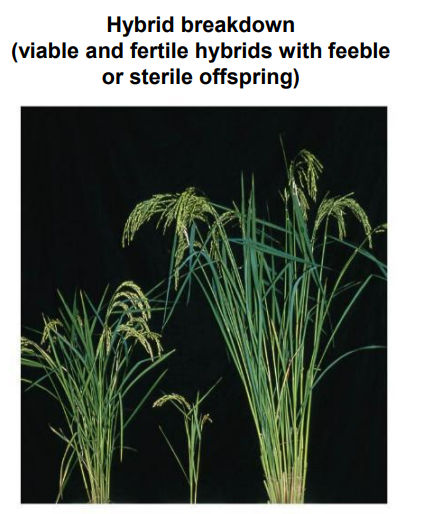 Hybrid breakdown
(viable and fertile hybrids with feeble
or sterile offspring)